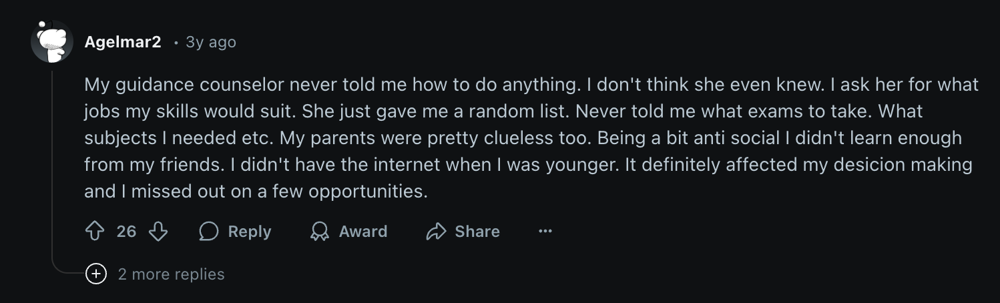 Agelmar2 • 3y ago
My guidance counselor never told me how to do anything. I don't think she even knew. I ask her for what
jobs my skills would suit. She just gave me a random list. Never told me what exams to take. What
subjects I needed etc. My parents were pretty clueless too. Being a bit anti social I didn't learn enough
from my friends. I didn't have the internet when I was younger. It definitely affected my desicion making
and I missed out on a few opportunities.
26 Reply Award Share ...
2 more replies